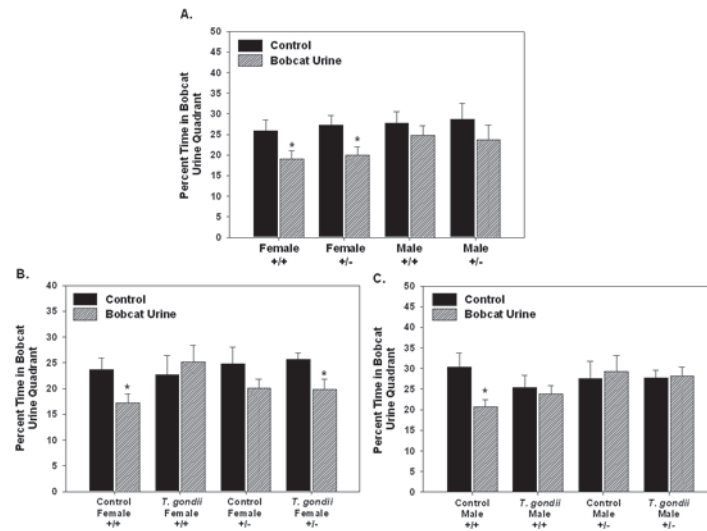 A.
Percent Time in Bobcat
Urine Quadrant
50
45
40
35
30
25
20
15
10
5
0
Control
Bobcat Urine
*
*
Female
+/+
Female
+/-
Male
+/+
Male
+/-
B.
Percent Time in Bobcat
Urine Quadrant
40
35
30
25
20
15
10
5
0
Control
Bobcat Urine
*
*
Control
Female
+/+
T. gondii
Female
+/+
Control
Female
+/-
T. gondii
Female
+/-
C.
Percent Time in Bobcat
Urine Quadrant
50
45
40
35
30
25
20
15
10
5
0
Control
Bobcat Urine
*
Control
Male
+/+
T. gondii
Male
+/+
Control
Male
+/-
T. gondii
Male
+/-